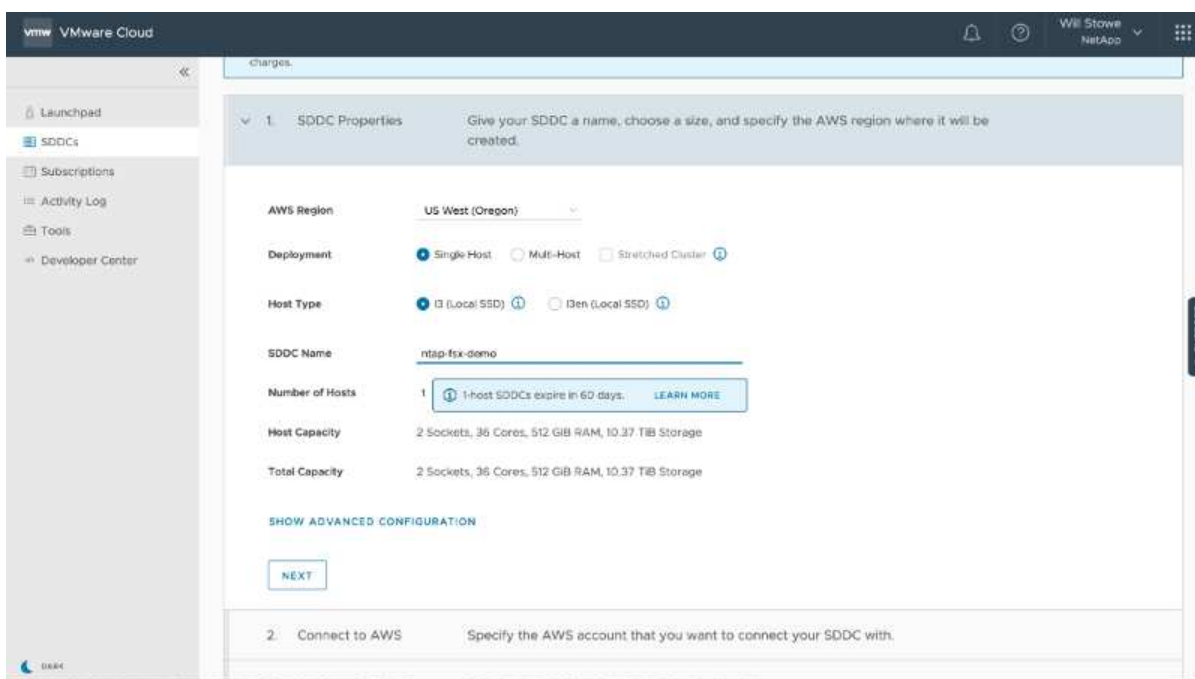 vmw VMware Cloud
Will Stowe
NetApp
charges.
Launchpad
SDDCs
Subscriptions
Activity Log
Tools
Developer Center
DARK
1. SDDC Properties Give your SDDC a name, choose a size, and specify the AWS region where it will be
created.
AWS Region US West (Oregon)
Deployment Single Host Multi-Host Stretched Cluster
Host Type I3 (Local SSD) I3en (Local SSD)
SDDC Name ntap-fsx-demo
Number of Hosts 1 1-host SDDCs expire in 60 days. LEARN MORE
Host Capacity 2 Sockets, 36 Cores, 512 GiB RAM, 10.37 TiB Storage
Total Capacity 2 Sockets, 36 Cores, 512 GiB RAM, 10.37 TiB Storage
SHOW ADVANCED CONFIGURATION
NEXT
2. Connect to AWS Specify the AWS account that you want to connect your SDDC with.